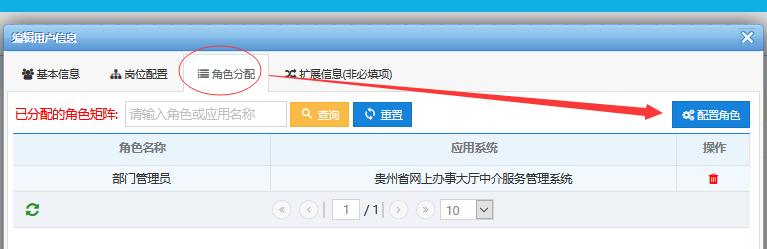 编辑用户信息
基本信息 岗位配置 角色分配 扩展信息(非必填项)
已分配的角色矩阵: 请输入角色或应用名称 查询 重置 配置角色
角色名称 应用系统 操作
部门管理员 贵州省网上办事大厅中介服务管理系统
1 / 1 10